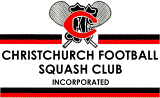 CHRISTCHURCH FOOTBALL
SQUASH CLUB
INCORPORATED